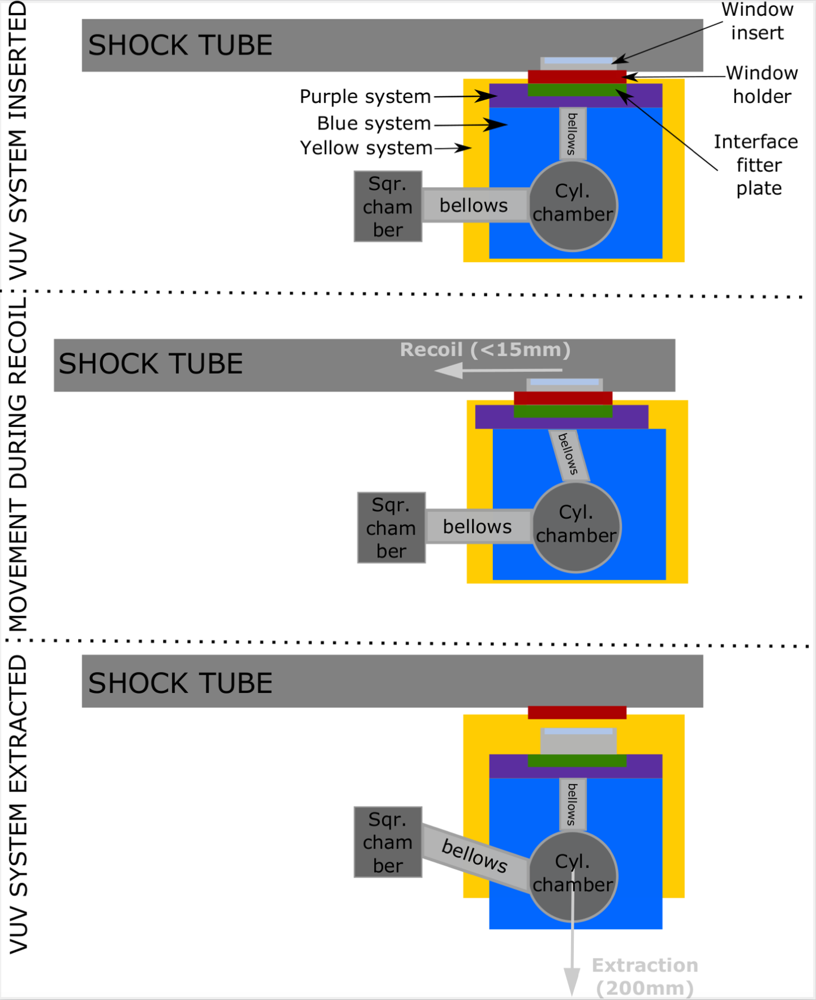 VUV SYSTEM INSERTED
SHOCK TUBE
Window
insert
Window
holder
Purple system
Blue system
Yellow system
Interface
fitter
plate
bellows
Sqr.
cham
ber
bellows
Cyl.
chamber
MOVEMENT DURING RECOIL
SHOCK TUBE
Recoil (<15mm)
bellows
Sqr.
cham
ber
bellows
Cyl.
chamber
VUV SYSTEM EXTRACTED
SHOCK TUBE
bellows
Sqr.
cham
ber
bellows
Cyl.
chamber
Extraction
(200mm)